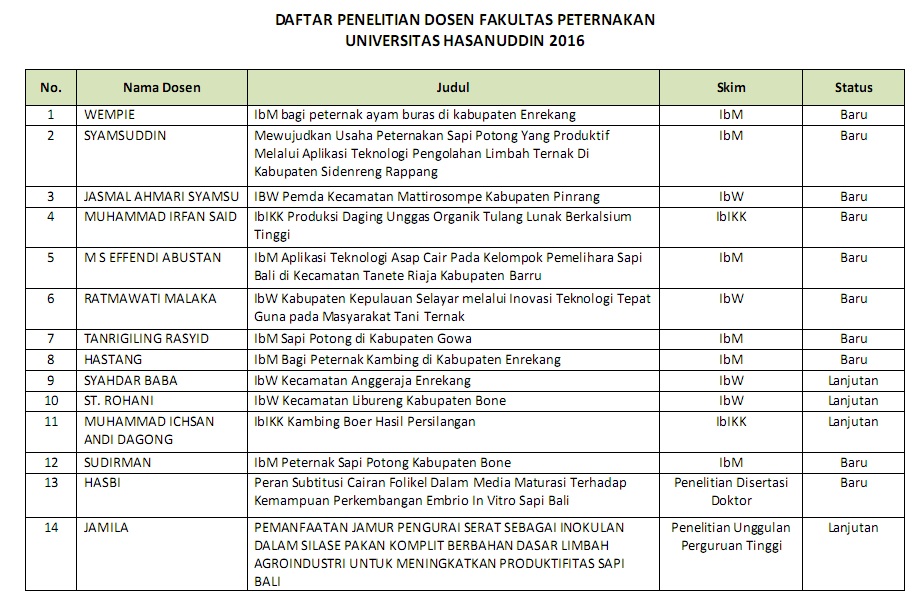 DAFTAR PENELITIAN DOSEN FAKULTAS PETERNAKAN
UNIVERSITAS HASANUDDIN 2016
No. Nama Dosen Judul Skim Status
1 WEMPIE IbM bagi peternak ayam buras di kabupaten Enrekang IbM Baru
2 SYAMSUDDIN Mewujudkan Usaha Peternakan Sapi Potong Yang Produktif IbM Baru
Melalui Aplikasi Teknologi Pengolahan Limbah Ternak Di
Kabupaten Sidenreng Rappang
3 JASMAL AHMARI SYAMSU IBW Pemda Kecamatan Mattirosompe Kabupaten Pinrang IbW Baru
4 MUHAMMAD IRFAN SAID IbIKK Produksi Daging Unggas Organik Tulang Lunak Berkalsium IbIKK Baru
Tinggi
5 M S EFFENDI ABUSTAN IbM Aplikasi Teknologi Asap Cair Pada Kelompok Pemelihara Sapi IbM Baru
Bali di Kecamatan Tanete Riaja Kabupaten Barru
6 RATMAWATI MALAKA IbW Kabupaten Kepulauan Selayar melalui Inovasi Teknologi Tepat IbW Baru
Guna pada Masyarakat Tani Ternak
7 TANRIGILING RASYID IbM Sapi Potong di Kabupaten Gowa IbM Baru
8 HASTANG IbM Bagi Peternak Kambing di Kabupaten Enrekang IbM Baru
9 SYAHDAR BABA IbW Kecamatan Anggeraja Enrekang IbW Lanjutan
10 ST. ROHANI IbW Kecamatan Libureng Kabupaten Bone IbW Lanjutan
11 MUHAMMAD ICHSAN IbIKK Kambing Boer Hasil Persilangan IbIKK Lanjutan
ANDI DAGONG
12 SUDIRMAN IbM Peternak Sapi Potong Kabupaten Bone IbM Baru
13 HASBI Peran Subtitusi Cairan Folikel Dalam Media Maturasi Terhadap Penelitian Disertasi Baru
Kemampuan Perkembangan Embrio In Vitro Sapi Bali Doktor
14 JAMILA PEMANFAATAN JAMUR PENGURAI SERAT SEBAGAI INOKULAN Penelitian Unggulan Lanjutan
DALAM SILASE PAKAN KOMPLIT BERBAHAN DASAR LIMBAH Perguruan Tinggi
AGROINDUSTRI UNTUK MENINGKATKAN PRODUKTIFITAS SAPI
BALI